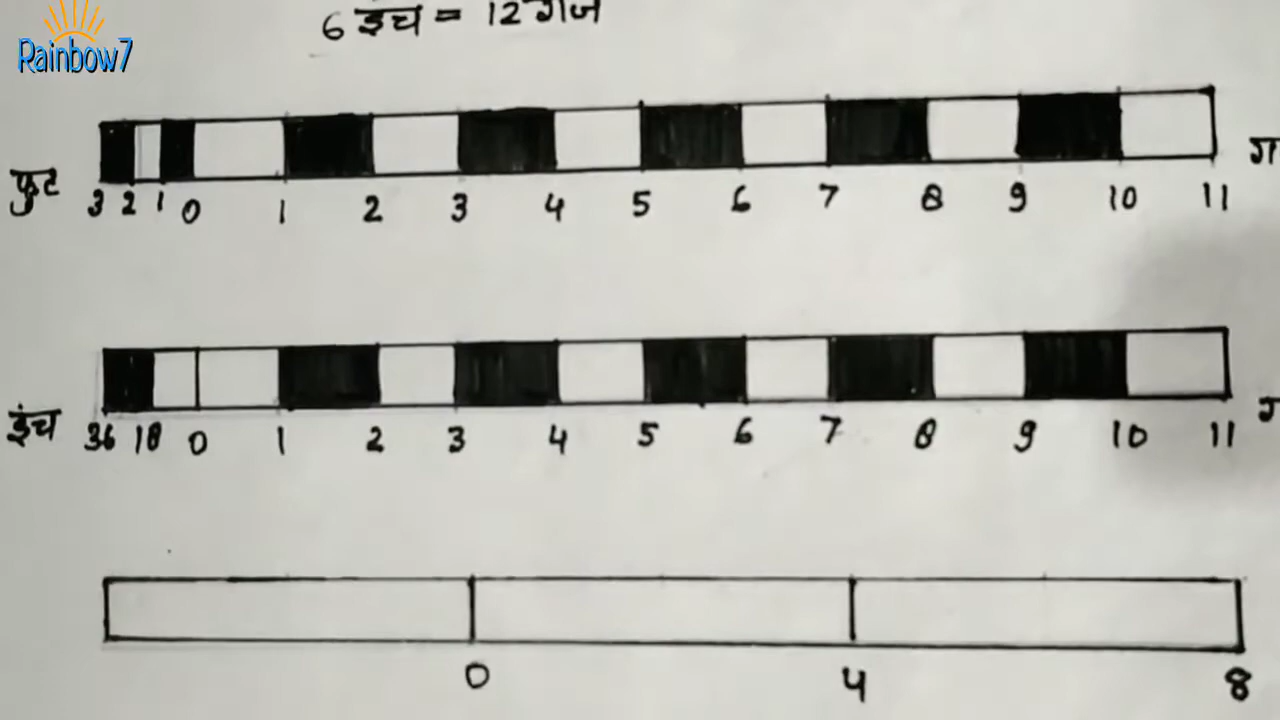 6 इंच = 12 गज
Rainbow7
फुट
3 2 1 0 1 2 3 4 5 6 7 8 9 10 11
इंच
36 18 0 1 2 3 4 5 6 7 8 9 10 11
0 4 8